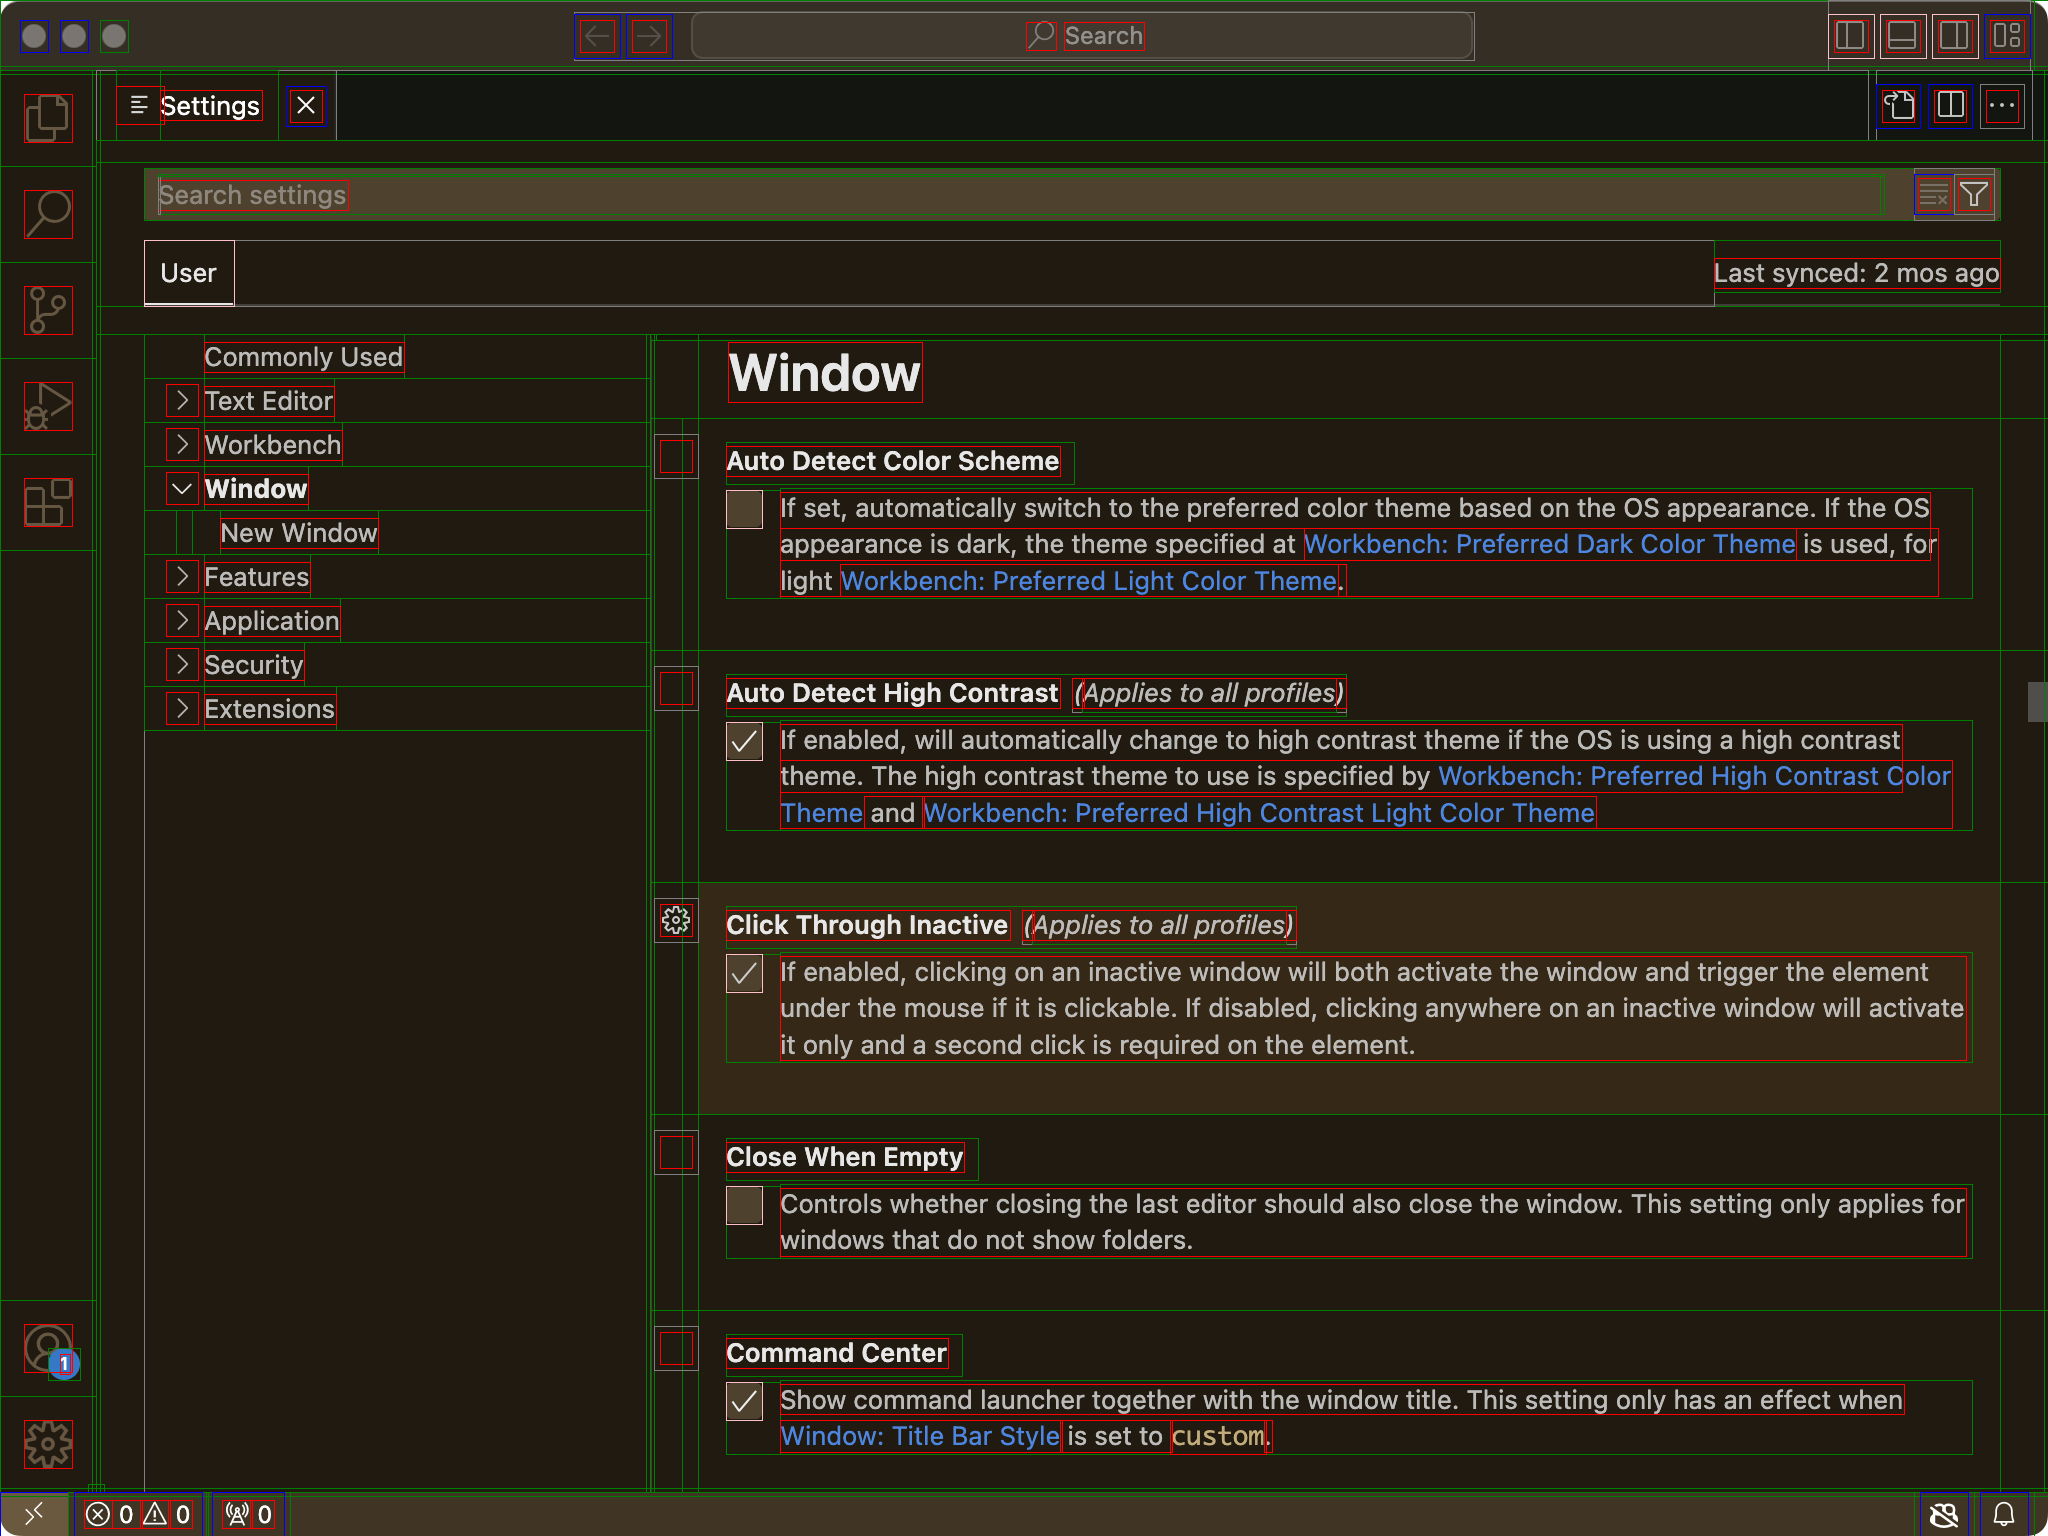 Search
Settings
Search settings
User
Last synced: 2 mos ago
Commonly Used
Text Editor
Workbench
Window
New Window
Features
Application
Security
Extensions
Window
Auto Detect Color Scheme
If set, automatically switch to the preferred color theme based on the OS appearance. If the OS
appearance is dark, the theme specified at Workbench: Preferred Dark Color Theme is used, for
light Workbench: Preferred Light Color Theme.
Auto Detect High Contrast (Applies to all profiles)
If enabled, will automatically change to high contrast theme if the OS is using a high contrast
theme. The high contrast theme to use is specified by Workbench: Preferred High Contrast Color
Theme and Workbench: Preferred High Contrast Light Color Theme
Click Through Inactive (Applies to all profiles)
If enabled, clicking on an inactive window will both activate the window and trigger the element
under the mouse if it is clickable. If disabled, clicking anywhere on an inactive window will activate
it only and a second click is required on the element.
Close When Empty
Controls whether closing the last editor should also close the window. This setting only applies for
windows that do not show folders.
Command Center
Show command launcher together with the window title. This setting only has an effect when
Window: Title Bar Style is set to custom.
1
0 0 0